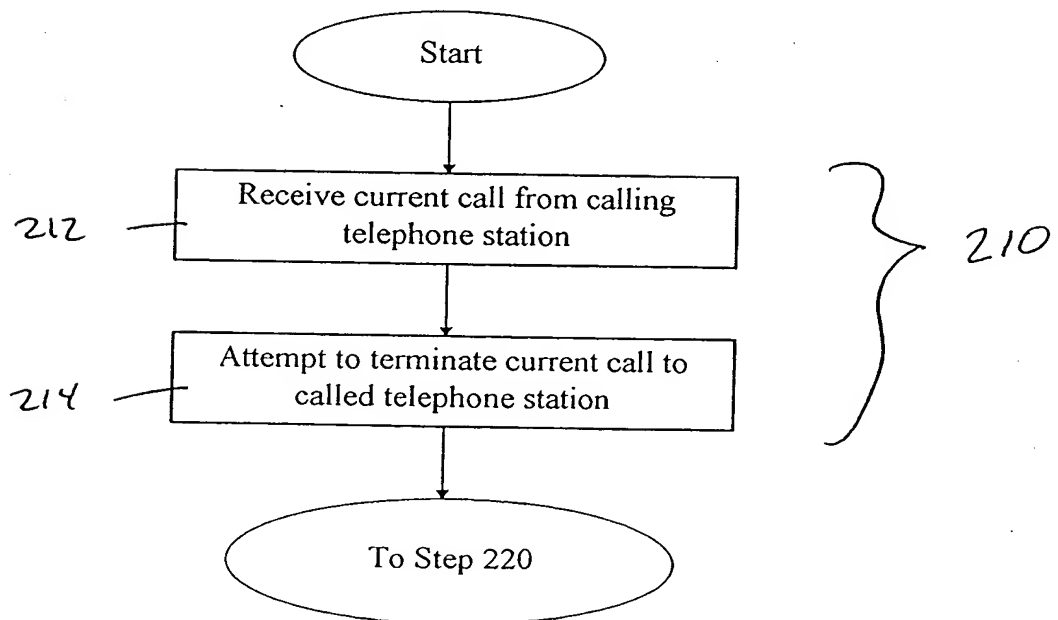 Start
Receive current call from calling
telephone station
212
210
Attempt to terminate current call to
called telephone station
214
To Step 220